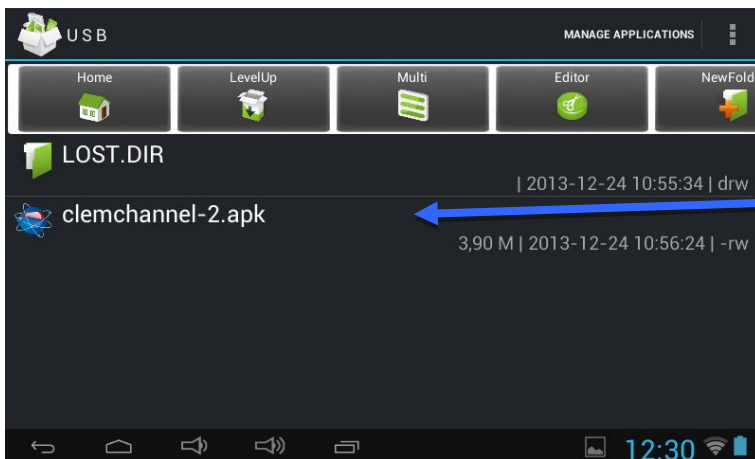 USB
MANAGE APPLICATIONS
Home
LevelUp
Multi
Editor
NewFold
LOST.DIR
| 2013-12-24 10:55:34 | drw
clemchannel-2.apk
3,90 M | 2013-12-24 10:56:24 | -rw
12:30